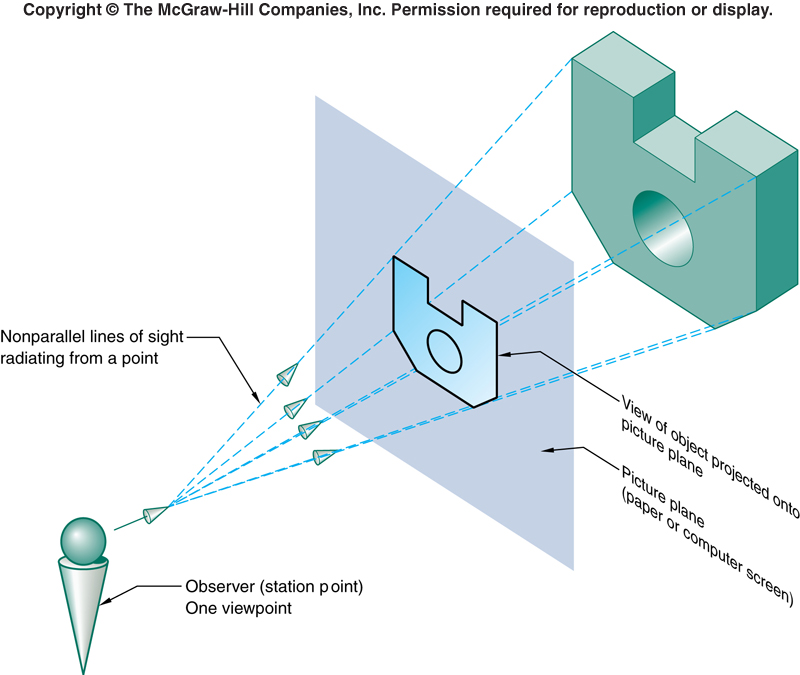 Copyright © The McGraw-Hill Companies, Inc. Permission required for reproduction or display.
Nonparallel lines of sight
radiating from a point
View of object projected onto
picture plane
Picture plane
(paper or computer screen)
Observer (station point)
One viewpoint